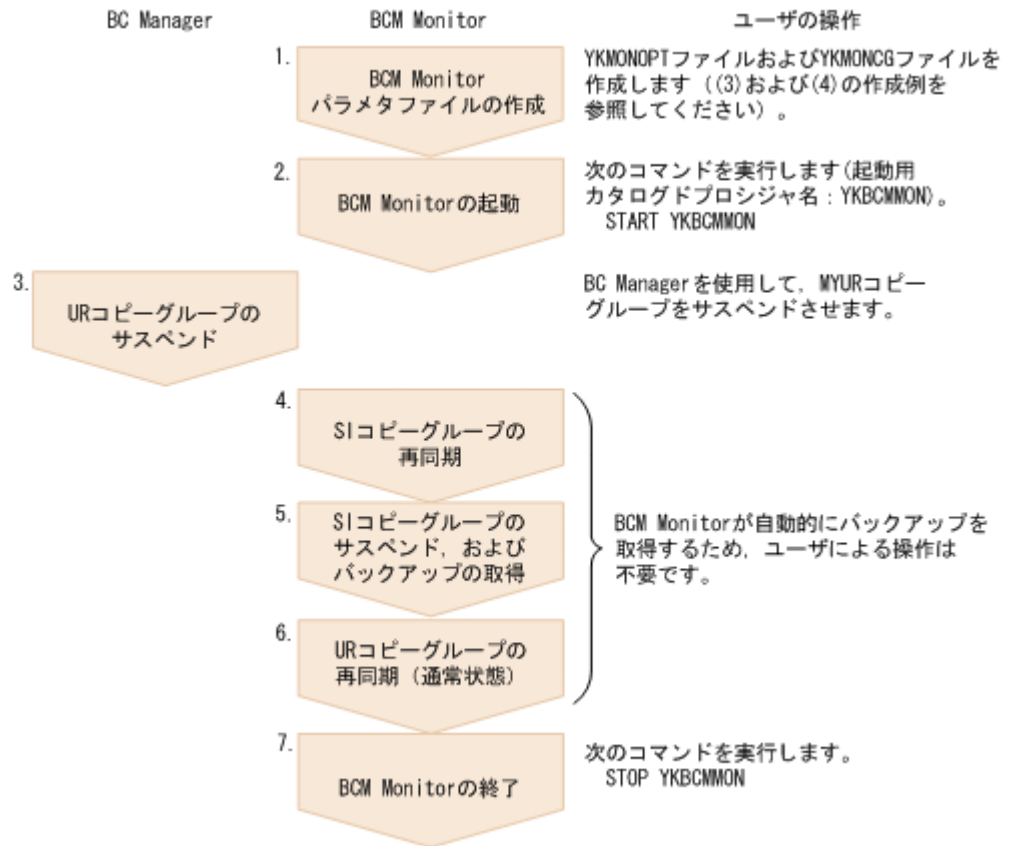 BC Manager
BCM Monitor
ユーザの操作
1.
BCM Monitor
パラメタファイルの作成
YKMONOPTファイルおよびYKMONCGファイルを
作成します（(3)および(4)の作成例を
参照してください）。
2.
BCM Monitorの起動
次のコマンドを実行します(起動用
カタログドプロシジャ名：YKBCMMON)。
START YKBCMMON
3.
URコピーグループの
サスペンド
BC Managerを使用して，MYURコピー
グループをサスペンドさせます。
4.
SIコピーグループの
再同期
5.
SIコピーグループの
サスペンド，および
バックアップの取得
BCM Monitorが自動的にバックアップを
取得するため，ユーザによる操作は
不要です。
6.
URコピーグループの
再同期（通常状態）
7.
BCM Monitorの終了
次のコマンドを実行します。
STOP YKBCMMON